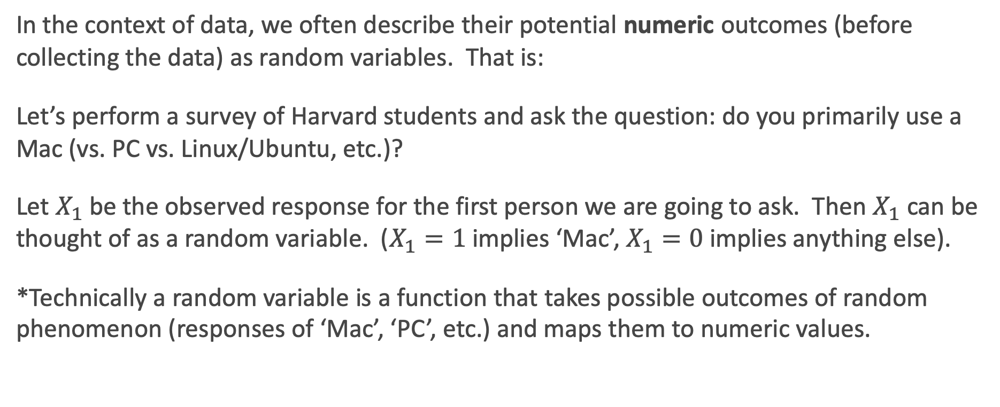 In the context of data, we often describe their potential numeric outcomes (before
collecting the data) as random variables.  That is:
Let’s perform a survey of Harvard students and ask the question: do you primarily use a
Mac (vs. PC vs. Linux/Ubuntu, etc.)?
Let X₁ be the observed response for the first person we are going to ask.  Then X₁ can be
thought of as a random variable.  (X₁ = 1 implies ‘Mac’, X₁ = 0 implies anything else).
*Technically a random variable is a function that takes possible outcomes of random
phenomenon (responses of ‘Mac’, ‘PC’, etc.) and maps them to numeric values.